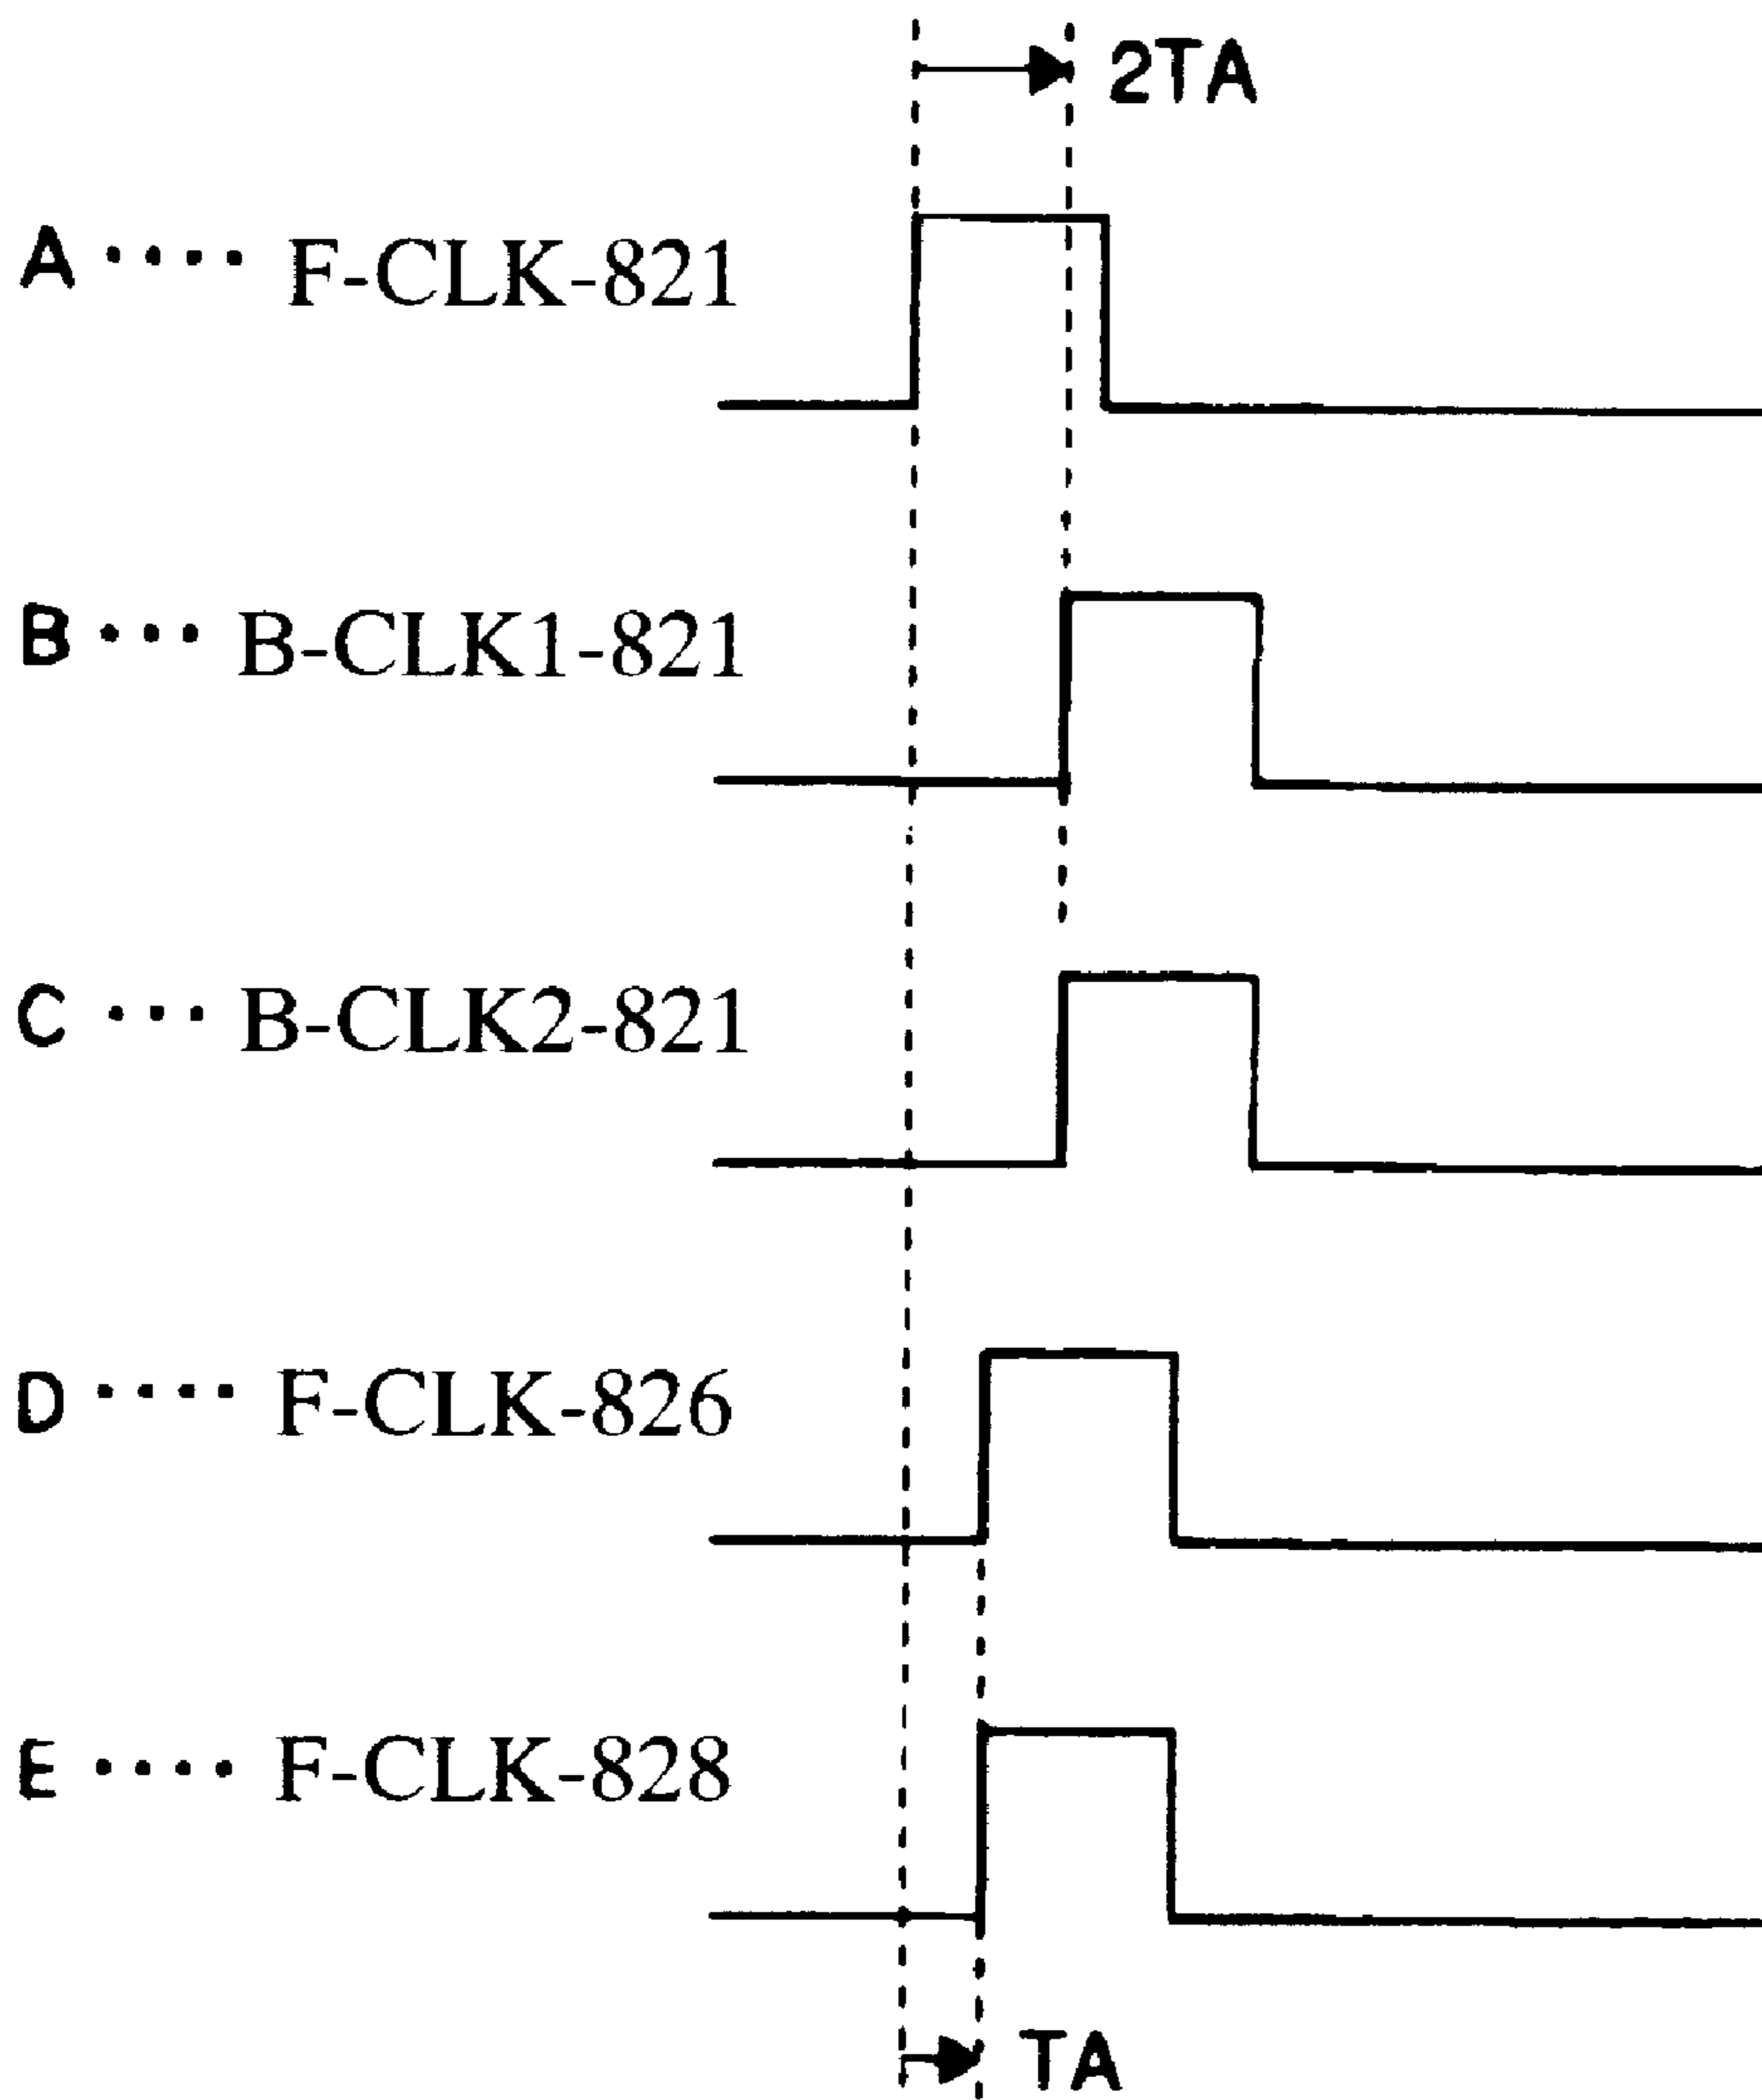 2TA
A .... F-CLK-821
B ... B-CLK1-821
C ... B-CLK2-821
D .... F-CLK-826
E .... F-CLK-828
TA